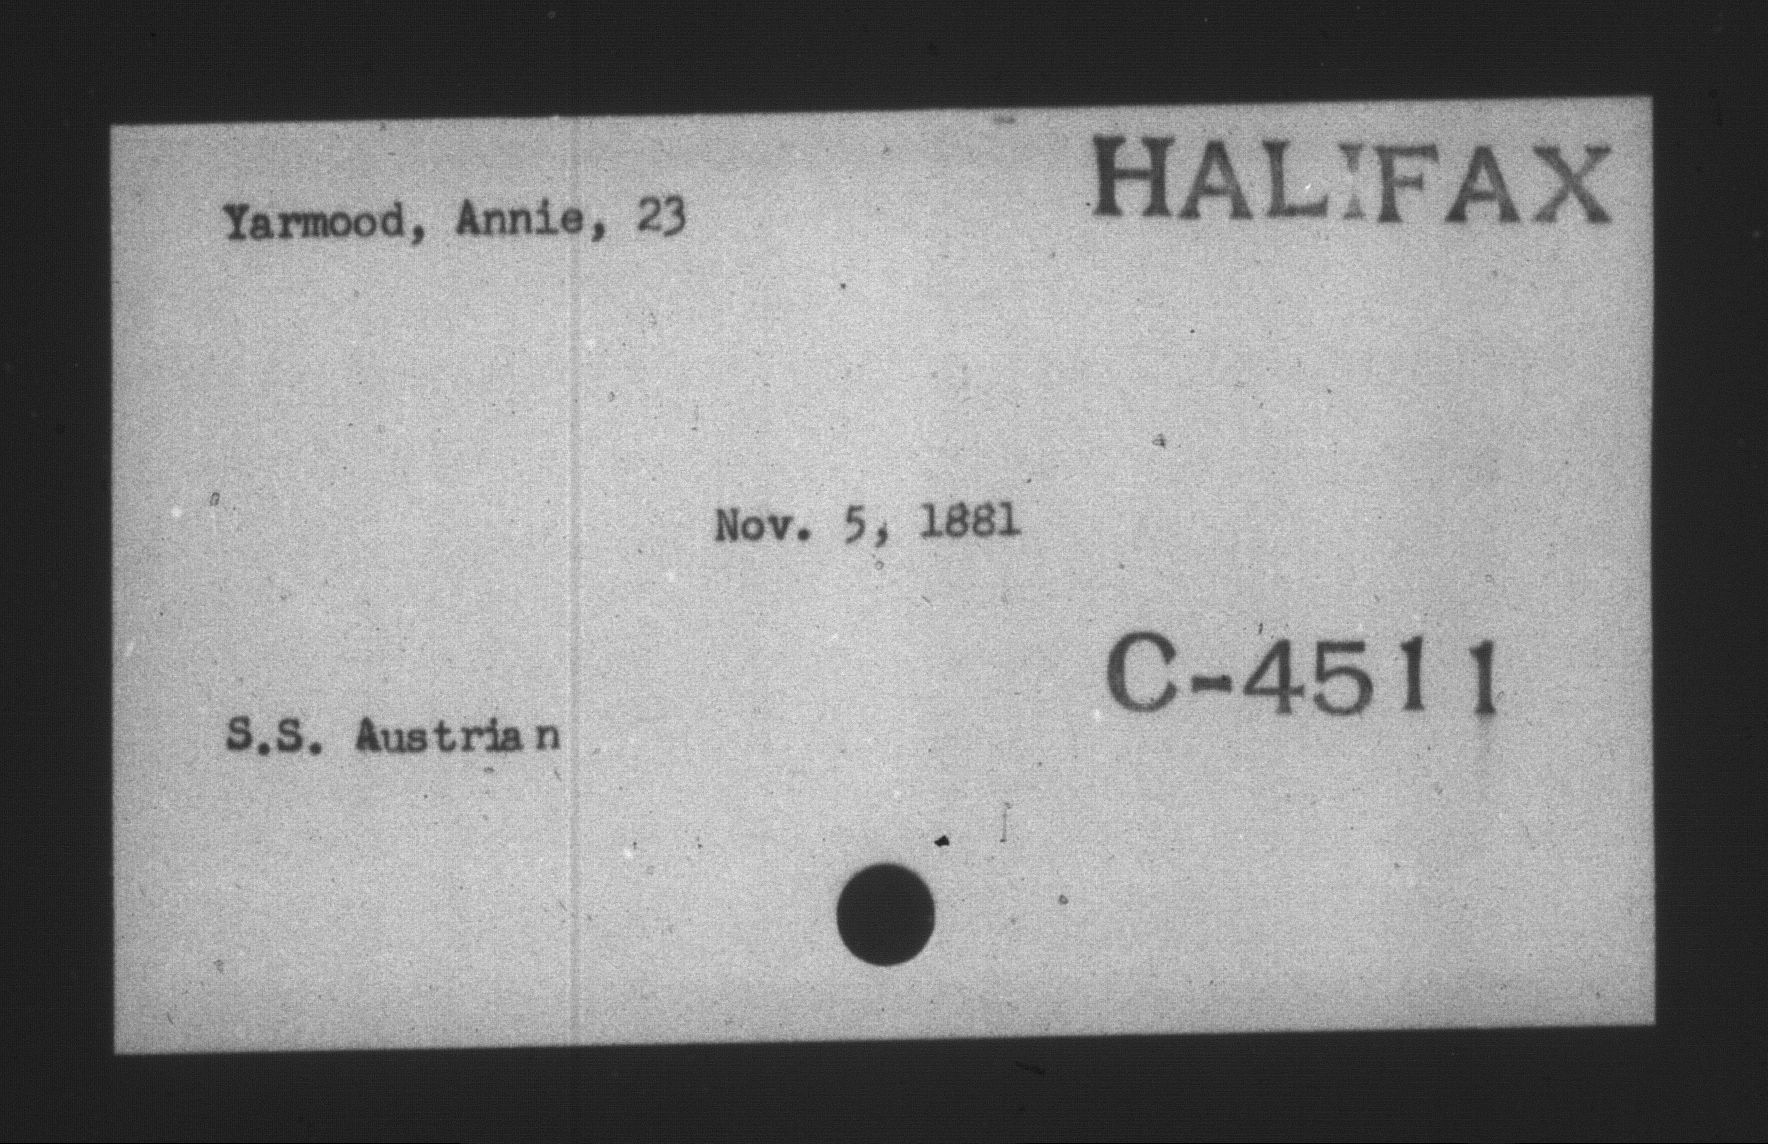 HALIFAX
Yarmood, Annie, 23
Nov. 5, 1881
C-4511
S.S. Austrian